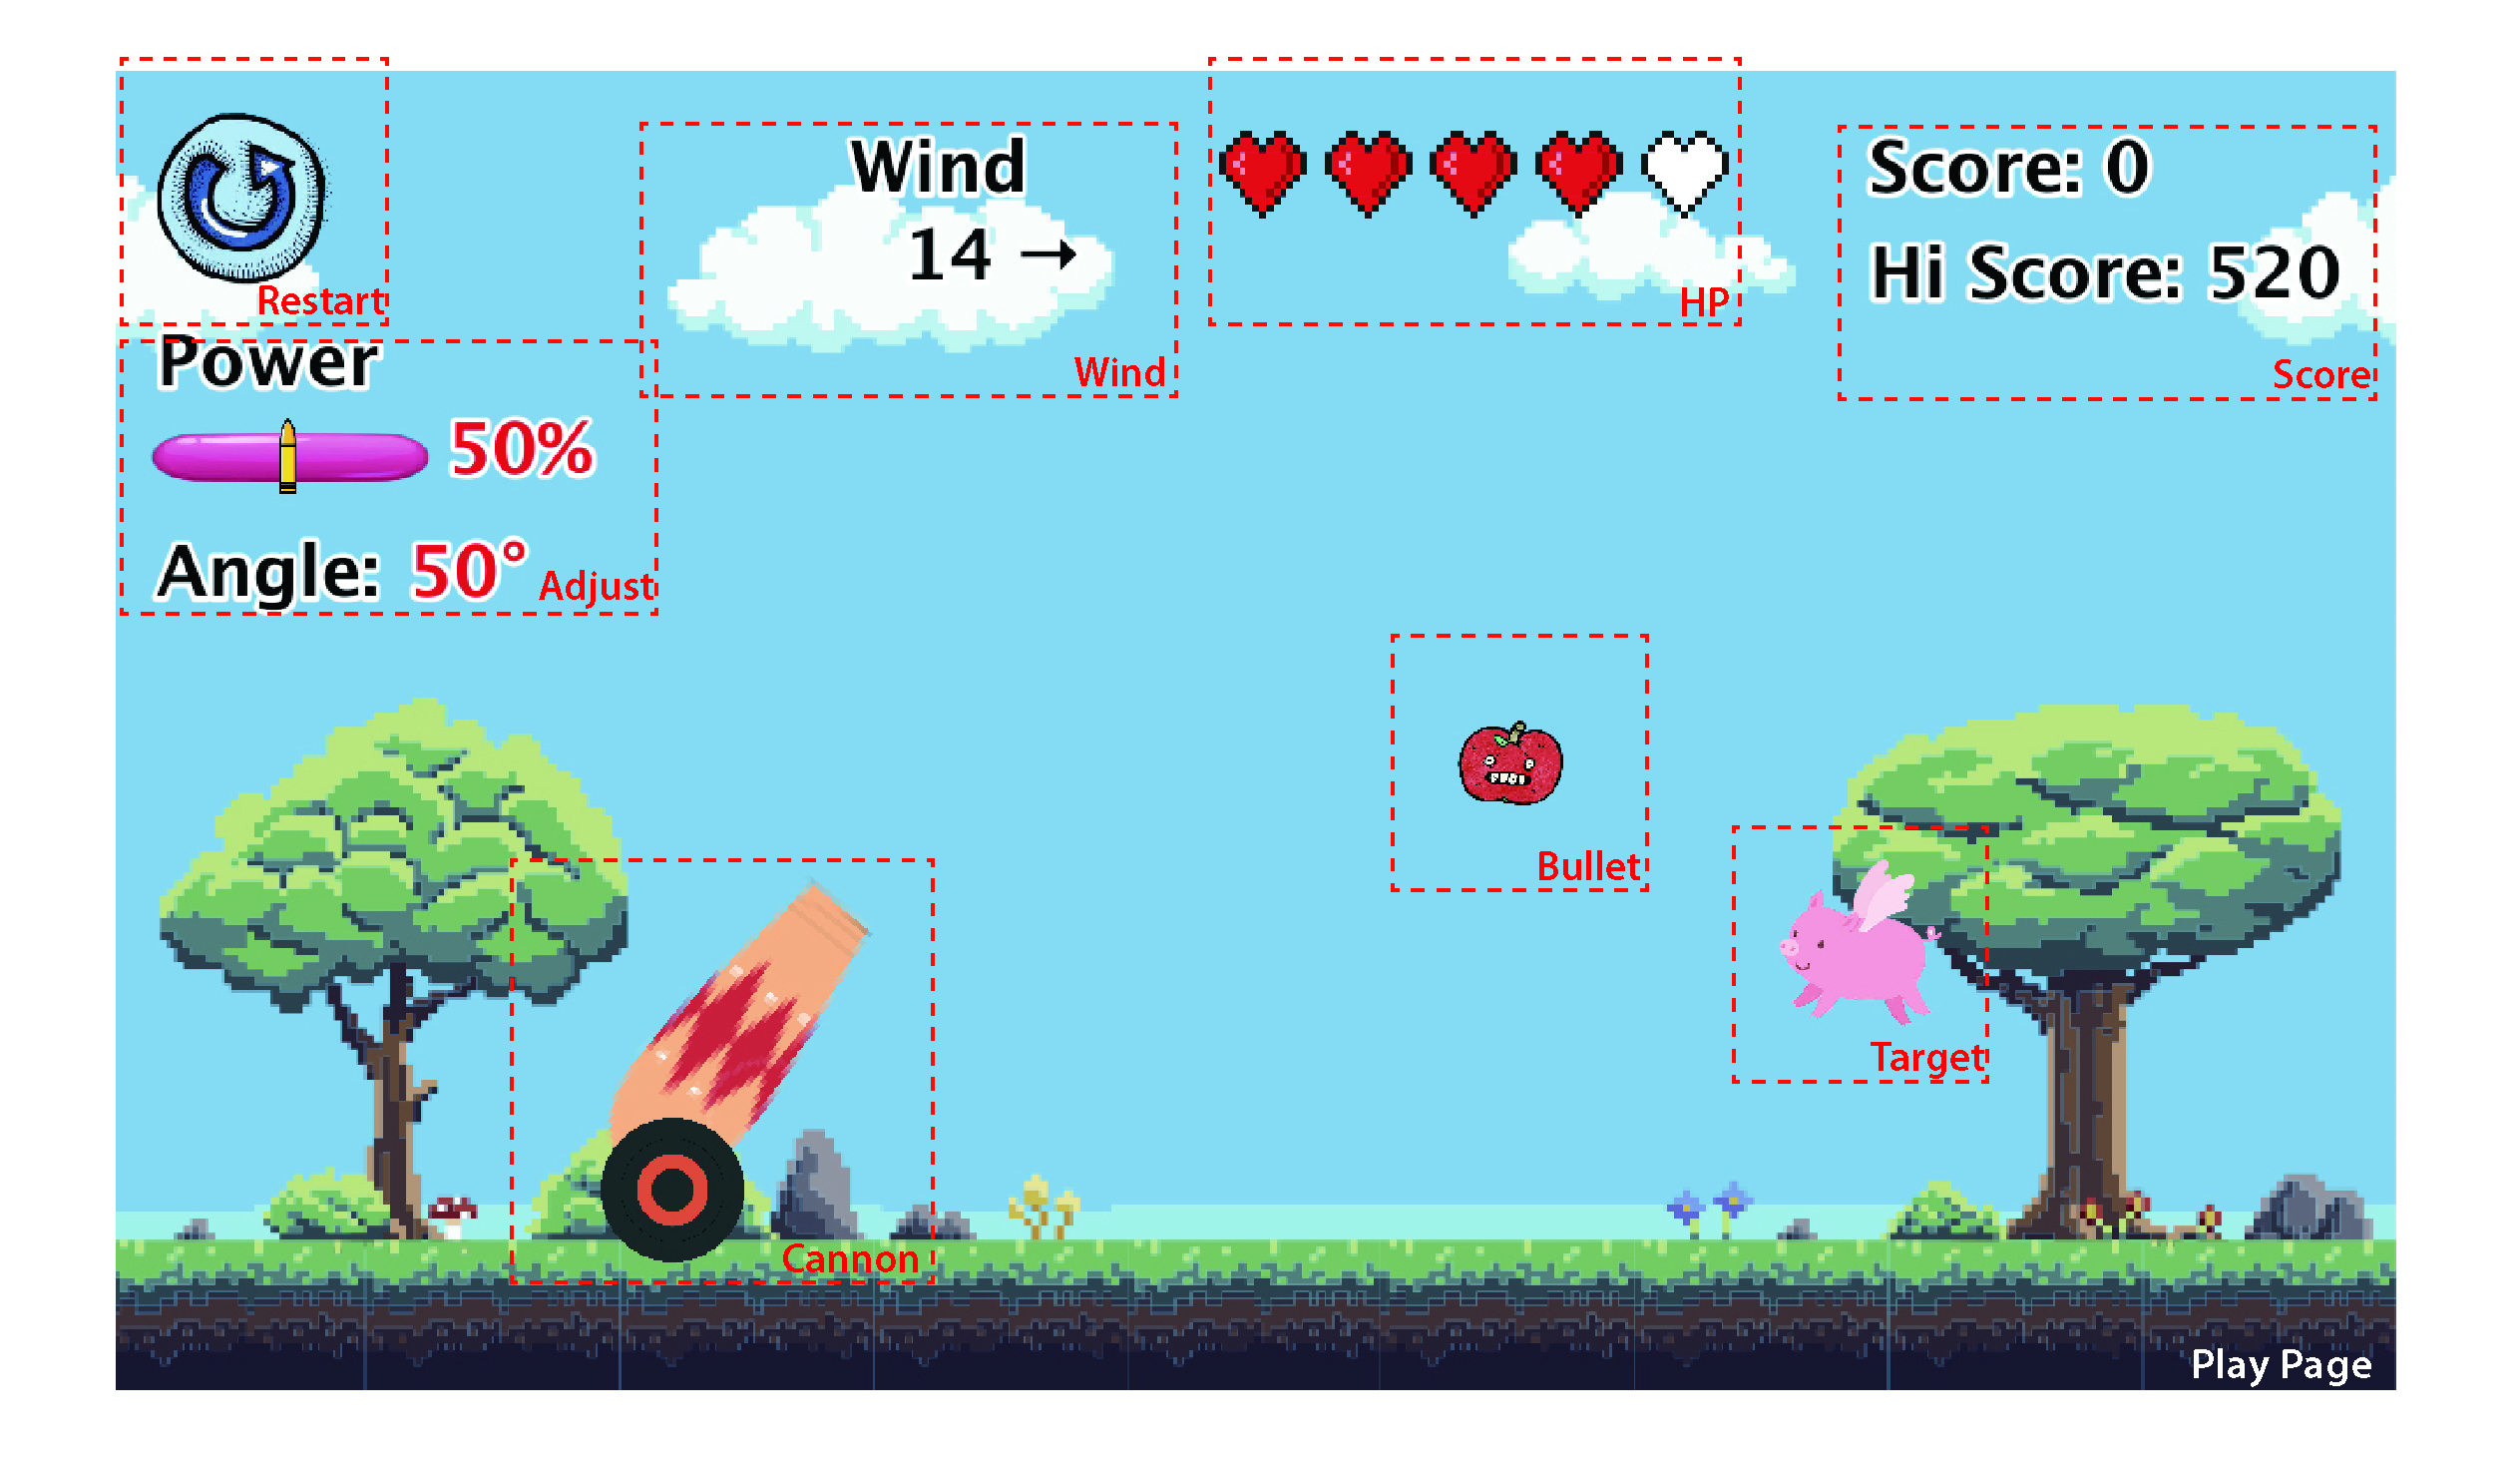 Restart
Wind
14 →
Wind
HP
Score: 0
Hi Score: 520
Score
Power
50%
Angle: 50°
Adjust
Bullet
Target
Cannon
Play Page